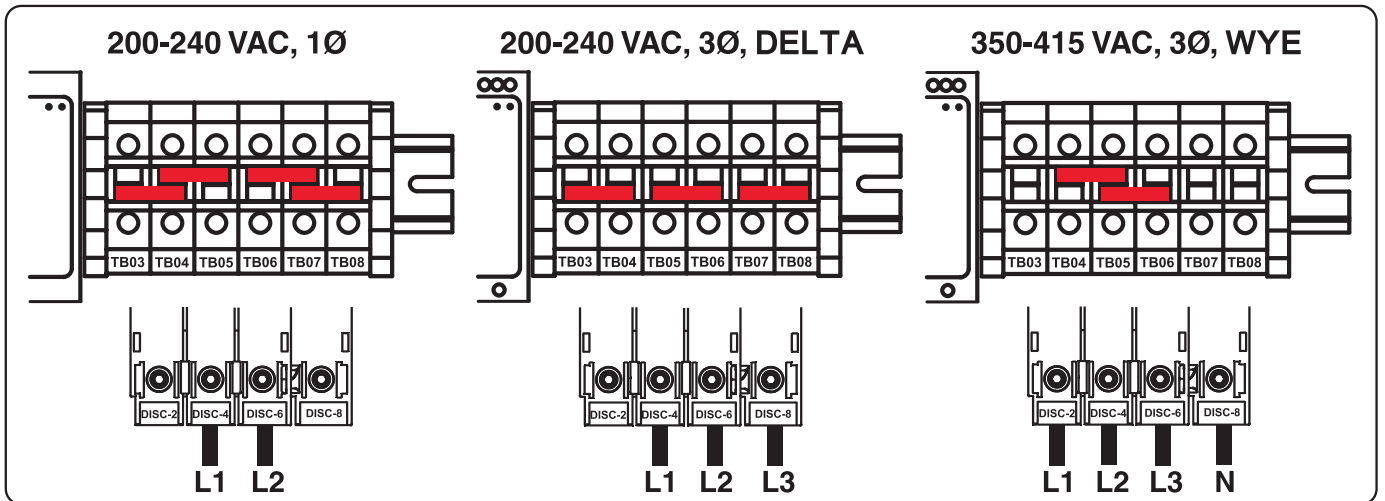 200-240 VAC, 1Ø
TB03 TB04 TB05 TB06 TB07 TB08
DISC-2 DISC-4 DISC-6 DISC-8
L1 L2
200-240 VAC, 3Ø, DELTA
TB03 TB04 TB05 TB06 TB07 TB08
DISC-2 DISC-4 DISC-6 DISC-8
L1 L2 L3
350-415 VAC, 3Ø, WYE
TB03 TB04 TB05 TB06 TB07 TB08
DISC-2 DISC-4 DISC-6 DISC-8
L1 L2 L3 N